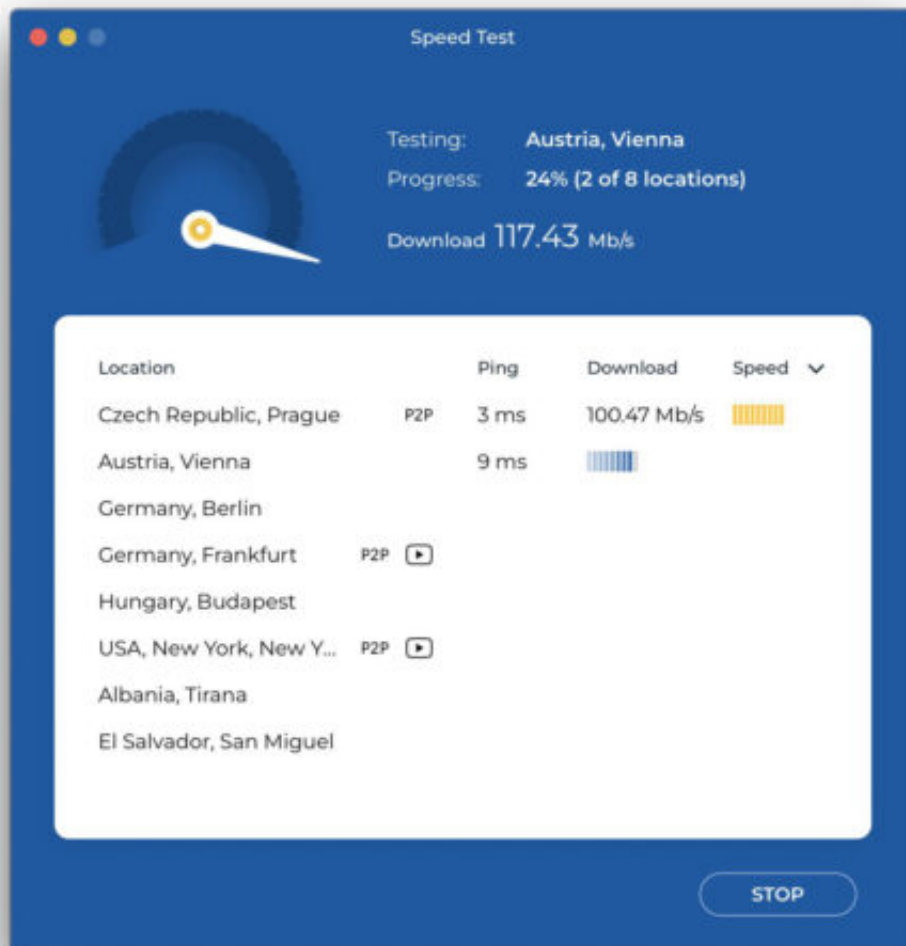 Speed Test
Testing: Austria, Vienna
Progress: 24% (2 of 8 locations)
Download 117.43 Mb/s
Location Ping Download Speed
Czech Republic, Prague P2P 3 ms 100.47 Mb/s
Austria, Vienna 9 ms
Germany, Berlin
Germany, Frankfurt P2P
Hungary, Budapest
USA, New York, New Y... P2P
Albania, Tirana
El Salvador, San Miguel
STOP